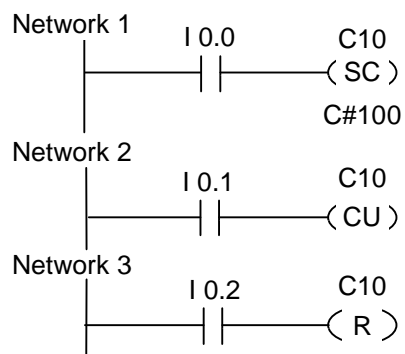 Network 1
I 0.0
C10
SC
C#100
Network 2
I 0.1
C10
CU
Network 3
I 0.2
C10
R